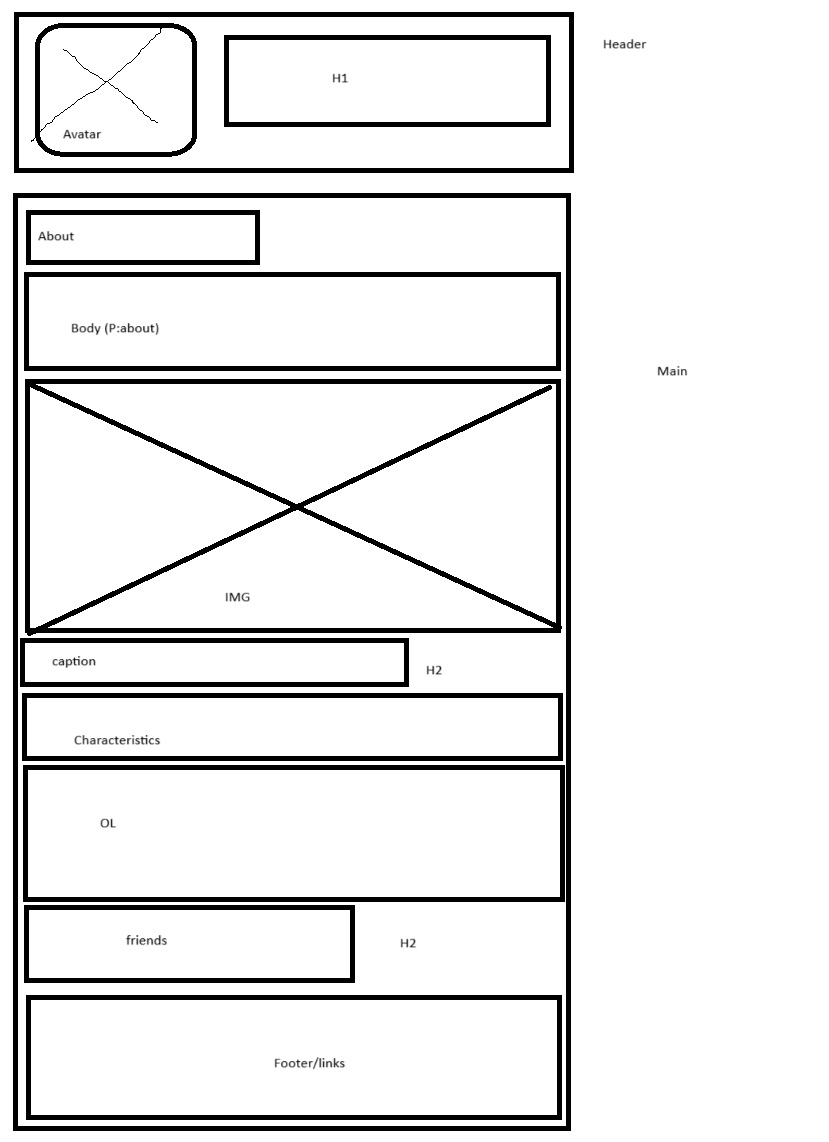 Header
H1
Avatar
About
Body (P:about)
Main
IMG
caption
H2
Characteristics
OL
friends
H2
Footer/links